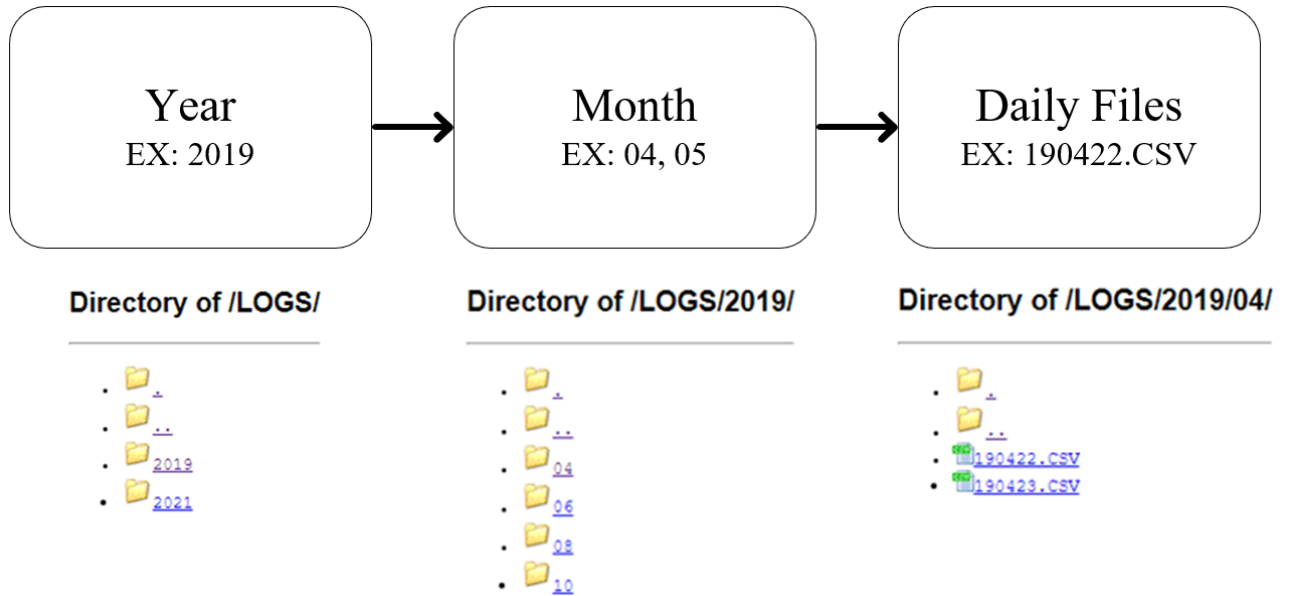 Year
EX: 2019
Month
EX: 04, 05
Daily Files
EX: 190422.CSV
Directory of /LOGS/
.
..
2019
2021
Directory of /LOGS/2019/
.
..
04
06
08
10
Directory of /LOGS/2019/04/
.
..
190422.CSV
190423.CSV